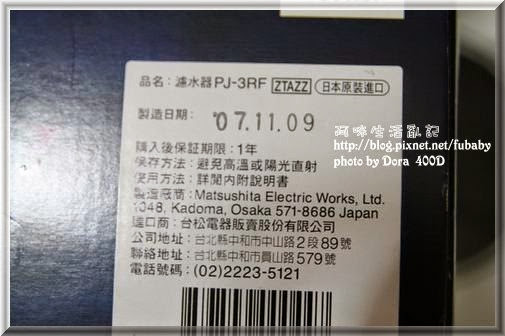 品名：濾水器PJ-3RF ZTAZZ 日本原裝進口
製造日期： '07.11.09
購入後保証期限：1年
保存方法：避免高溫或陽光直射
使用方法：詳閱內附說明書
製造廠商：Matsushita Electric Works, Ltd.
1048, Kadoma, Osaka 571-8686 Japan
進口商：台松電器販賣股份有限公司
公司地址：台北縣中和市中山路2段89號
聯絡地址：台北縣中和市員山路579號
電話號碼：(02)2223-5121
阿味生活亂記
http://blog.pixnet.net/fubaby
photo by Dora 400D